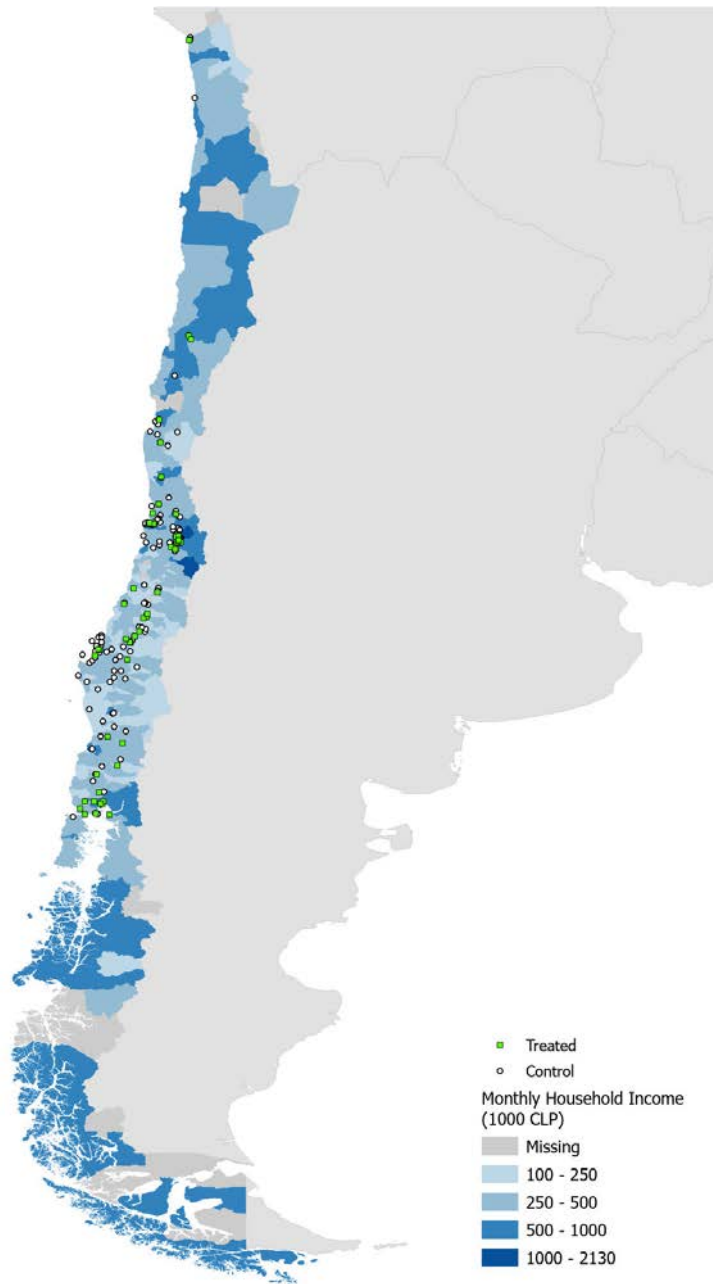 Treated
Control
Monthly Household Income
(1000 CLP)
Missing
100 - 250
250 - 500
500 - 1000
1000 - 2130